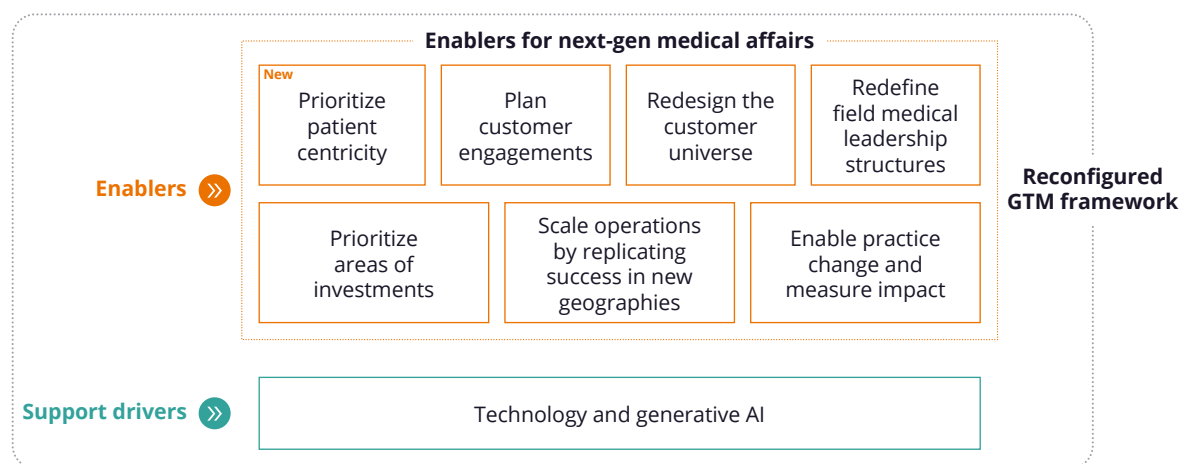 Enablers for next-gen medical affairs
New
Prioritize
patient
centricity
Plan
customer
engagements
Redesign the
customer
universe
Redefine
field medical
leadership
structures
Enablers
Reconfigured
GTM framework
Prioritize
areas of
investments
Scale operations
by replicating
success in new
geographies
Enable practice
change and
measure impact
Support drivers
Technology and generative AI